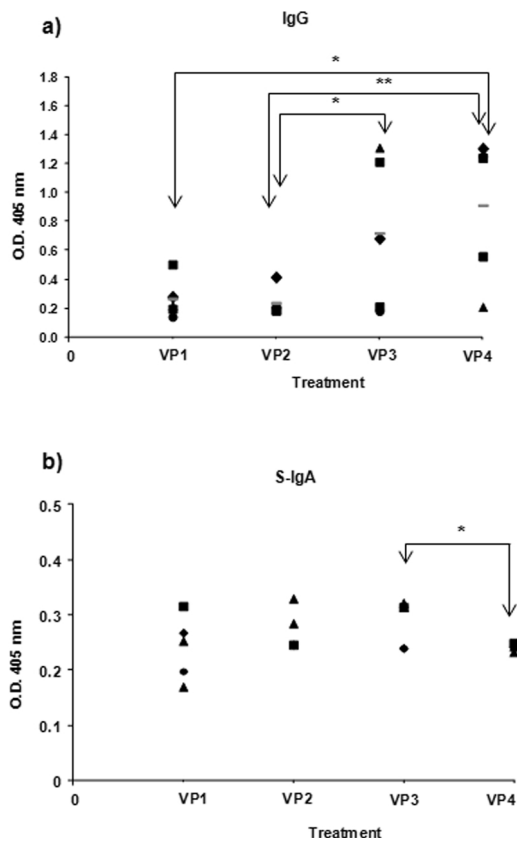 a)
IgG
*
**
*
1.8
1.6
1.4
1.2
1.0
0.8
0.6
0.4
0.2
0.0
O.D. 405 nm
0 VP1 VP2 VP3 VP4
Treatment
b)
S-IgA
*
0.5
0.4
0.3
0.2
0.1
0
O.D. 405 nm
0 VP1 VP2 VP3 VP4
Treatment